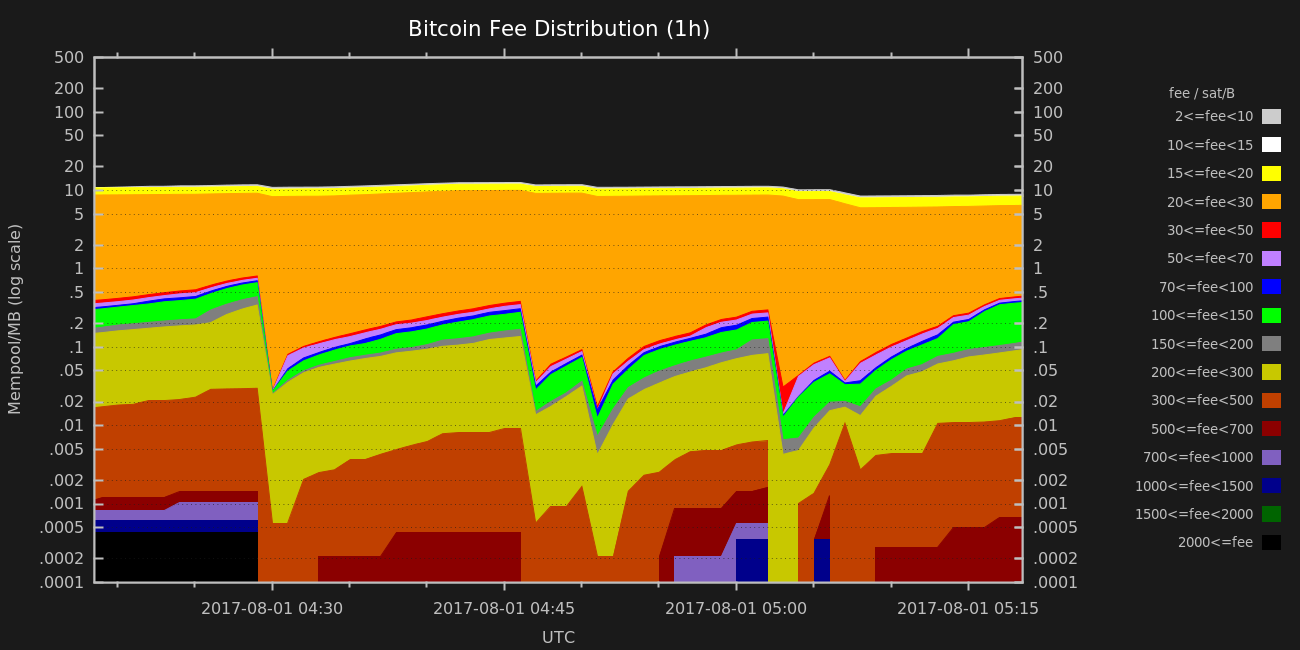 Bitcoin Fee Distribution (1h)
Mempool/MB (log scale)
500
200
100
50
20
10
5
2
1
.5
.2
.1
.05
.02
.01
.005
.002
.001
.0005
.0002
.0001
500
200
100
50
20
10
5
2
1
.5
.2
.1
.05
.02
.01
.005
.002
.001
.0005
.0002
.0001
2017-08-01 04:30
2017-08-01 04:45
2017-08-01 05:00
2017-08-01 05:15
UTC
fee / sat/B
2<=fee<10
10<=fee<15
15<=fee<20
20<=fee<30
30<=fee<50
50<=fee<70
70<=fee<100
100<=fee<150
150<=fee<200
200<=fee<300
300<=fee<500
500<=fee<700
700<=fee<1000
1000<=fee<1500
1500<=fee<2000
2000<=fee